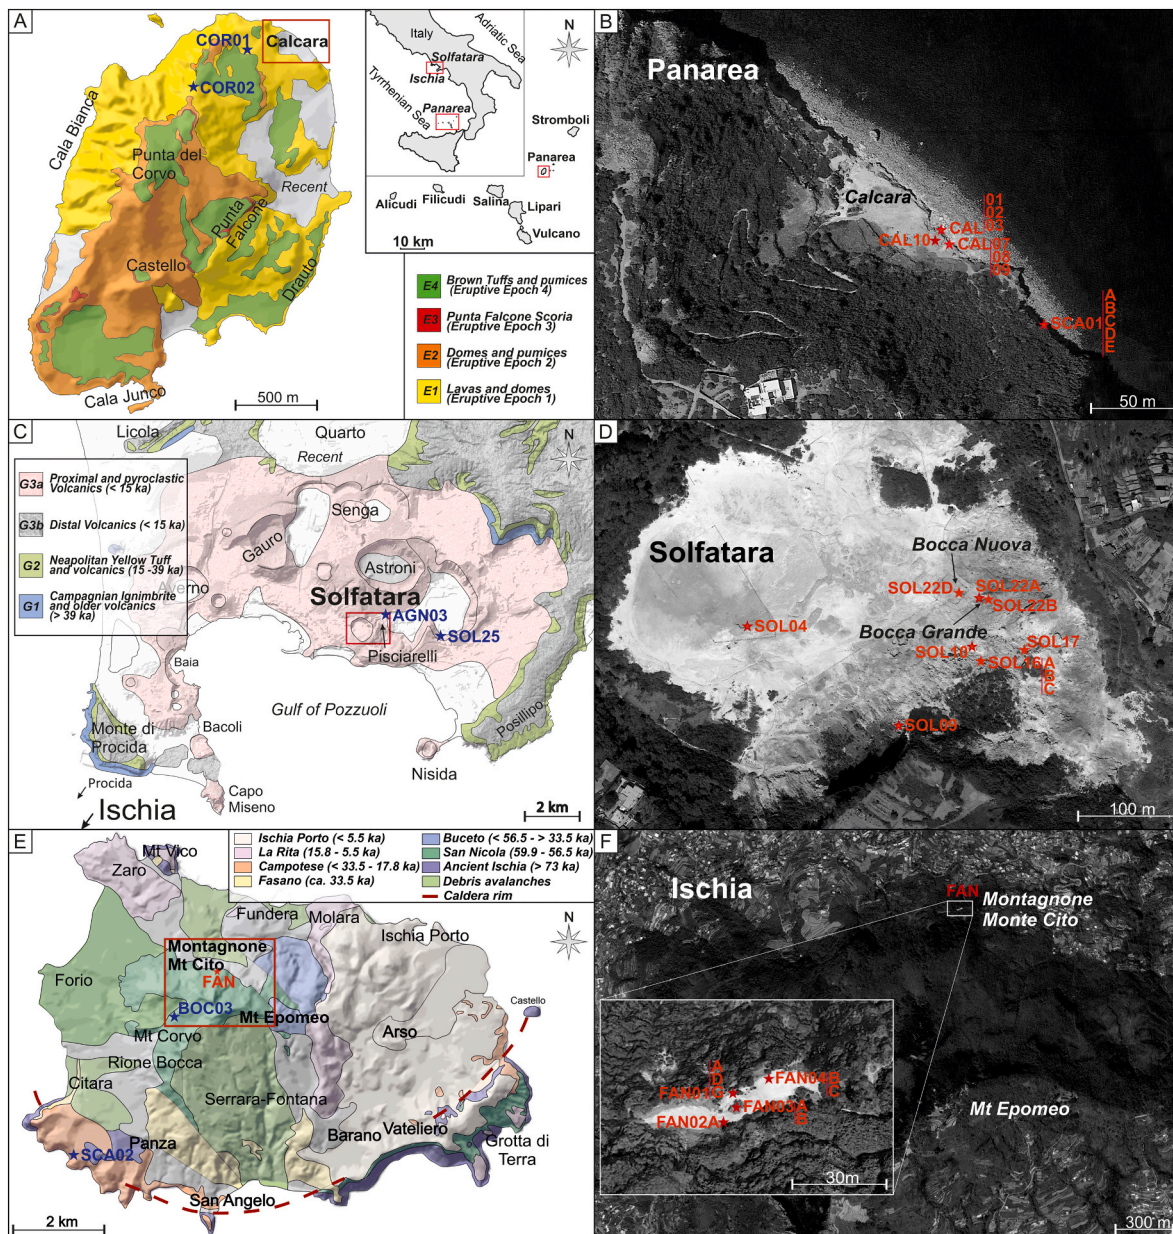 A
COR01
Calcara
COR02
Cala Bianca
Punta del
Corvo
Recent
Punta
Falcone
Castello
Drauto
Cala Junco
500 m
Italy
Adriatic Sea
N
Solfatara
Ischia
Tyrrhenian Sea
Panarea
Stromboli
Panarea
Alicudi
Filicudi
Salina
Lipari
Vulcano
10 km
E4 Brown Tuffs and pumices
(Eruptive Epoch 4)
E3 Punta Falcone Scoria
(Eruptive Epoch 3)
E2 Domes and pumices
(Eruptive Epoch 2)
E1 Lavas and domes
(Eruptive Epoch 1)
B
Panarea
Calcara
01
02
CAL 03
CAL10
CAL07
08
09
A
B
SCA01 C
D
E
50 m
C
Licola
Quarto
Recent
N
G3a Proximal and pyroclastic
Volcanics (< 15 ka)
G3b Distal Volcanics (< 15 ka)
G2 Neapolitan Yellow Tuff
and volcanics (15 -39 ka)
G1 Campagnian Ignimbrite
and older volcanics
(> 39 ka)
Senga
Gauro
Astroni
Averno
Solfatara
AGN03
SOL25
Pisciarelli
Baia
Gulf of Pozzuoli
Bacoli
Posillipo
Monte di
Procida
Nisida
Procida
Capo
Miseno
Ischia
2 km
D
Solfatara
Bocca Nuova
SOL22D
SOL22A
SOL22B
SOL04
Bocca Grande
SOL10
SOL17
SOL16 A
B
C
SOL09
100 m
E
Ischia Porto (< 5.5 ka)
La Rita (15.8 - 5.5 ka)
Campotese (< 33.5 - 17.8 ka)
Fasano (ca. 33.5 ka)
Buceto (< 56.5 - > 33.5 ka)
San Nicola (59.9 - 56.5 ka)
Ancient Ischia (> 73 ka)
Debris avalanches
Caldera rim
N
Mt Vico
Zaro
Fundera
Molara
Ischia Porto
Montagnone
Mt Cito
Forio
FAN
BOC03
Mt Epomeo
Castello
Mt Corvo
Arso
Rione Bocca
Citara
Serrara-Fontana
Barano
Vateliero
Panza
Grotta di
Terra
SCA02
San Angelo
2 km
F
Ischia
FAN
Montagnone
Monte Cito
A
D
FAN01 C
FAN04 B
C
FAN03 A
B
FAN02A
30m
Mt Epomeo
300 m